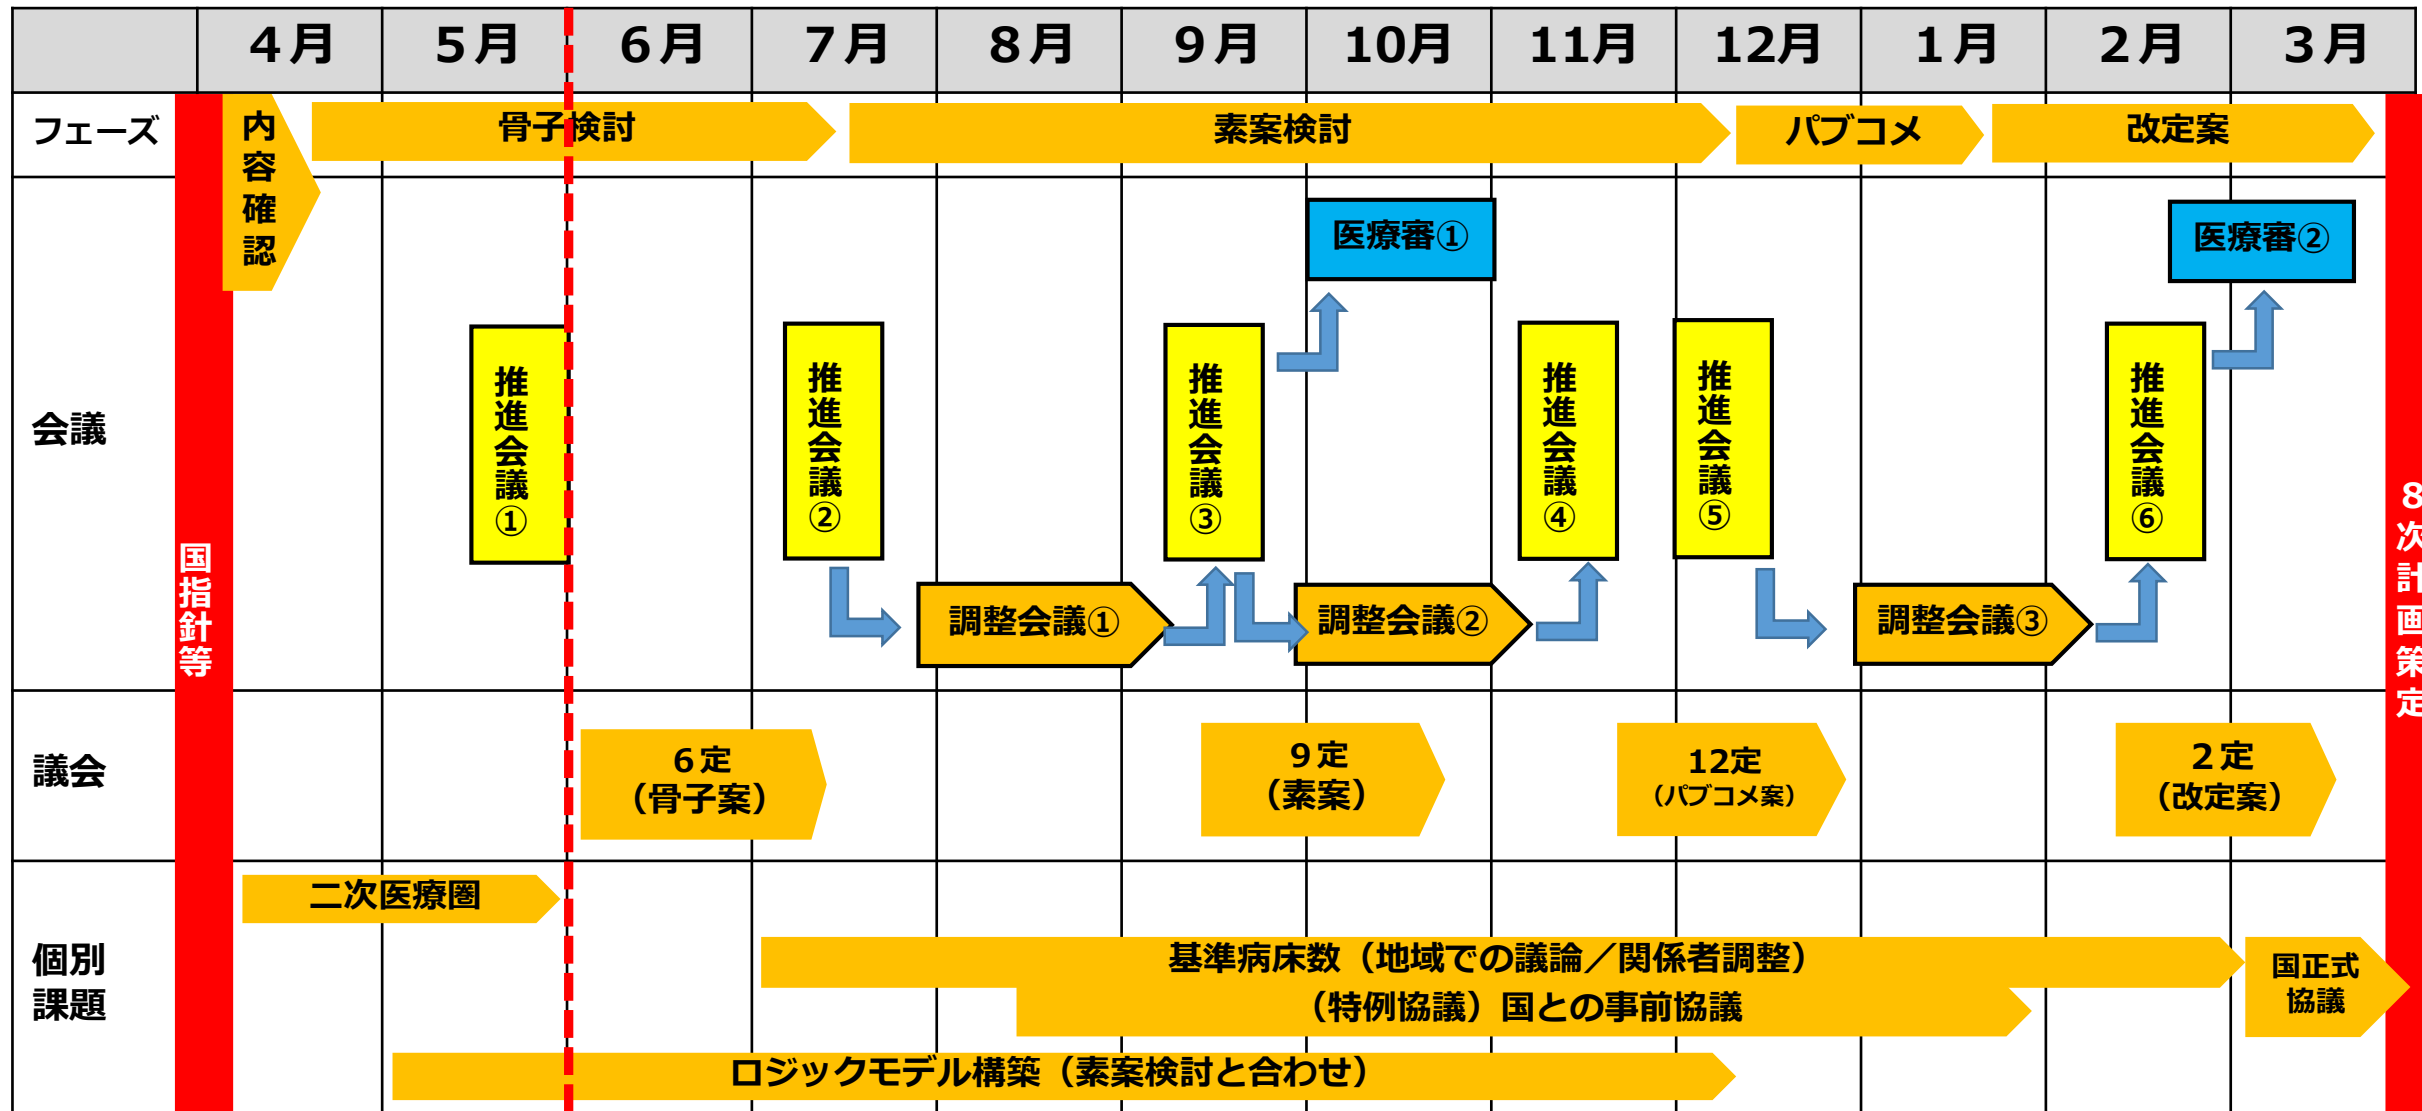 ４月 ５月 ６月 ７月 ８月 ９月 10月 11月 12月 １月 ２月 ３月
フェーズ
内容確認
骨子検討
素案検討
パブコメ
改定案
国指針等
会議
医療審①
医療審②
推進会議①
推進会議②
推進会議③
推進会議④
推進会議⑤
推進会議⑥
調整会議①
調整会議②
調整会議③
８次計画策定
議会
６定
（骨子案）
９定
（素案）
12定
（パブコメ案）
２定
（改定案）
個別
課題
二次医療圏
基準病床数（地域での議論／関係者調整）
（特例協議）国との事前協議
国正式
協議
ロジックモデル構築（素案検討と合わせ）